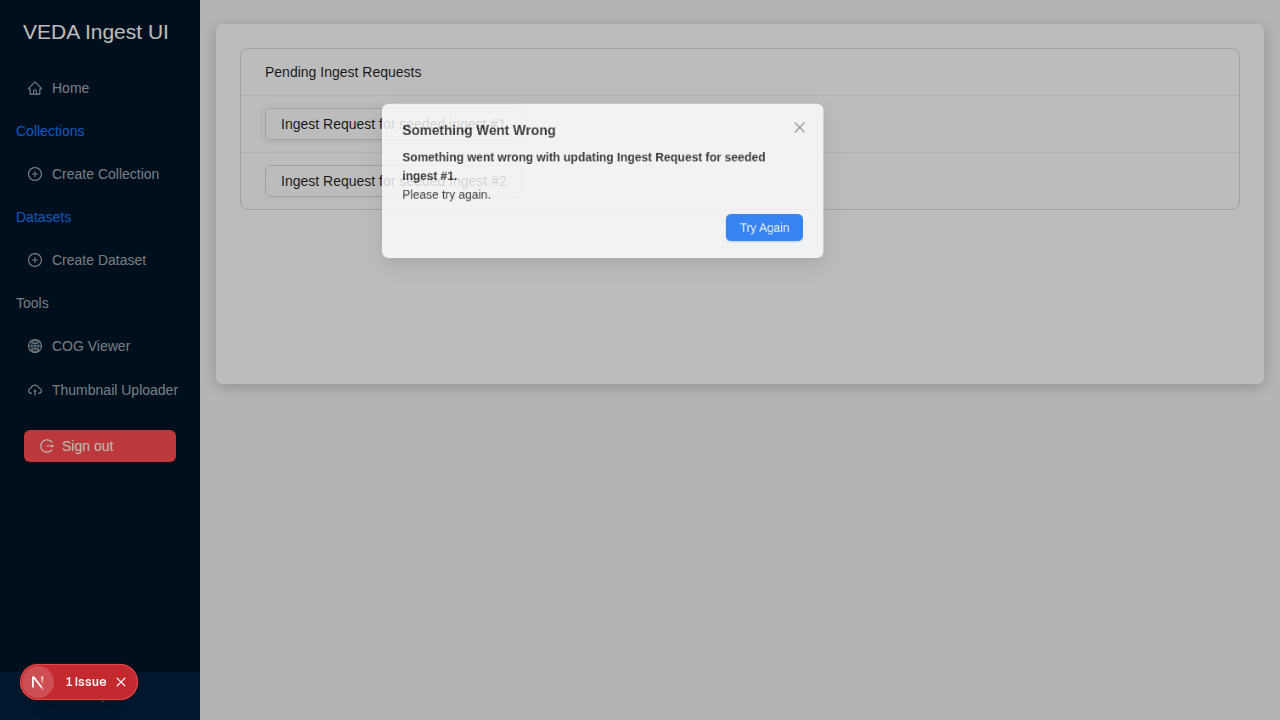 VEDA Ingest UI
Home
Collections
Create Collection
Datasets
Create Dataset
Tools
COG Viewer
Thumbnail Uploader
Sign out
1 Issue
Pending Ingest Requests
Ingest Request for seeded ingest #1
Ingest Request for seeded ingest #2
Something Went Wrong
Something went wrong with updating Ingest Request for seeded
ingest #1.
Please try again.
Try Again